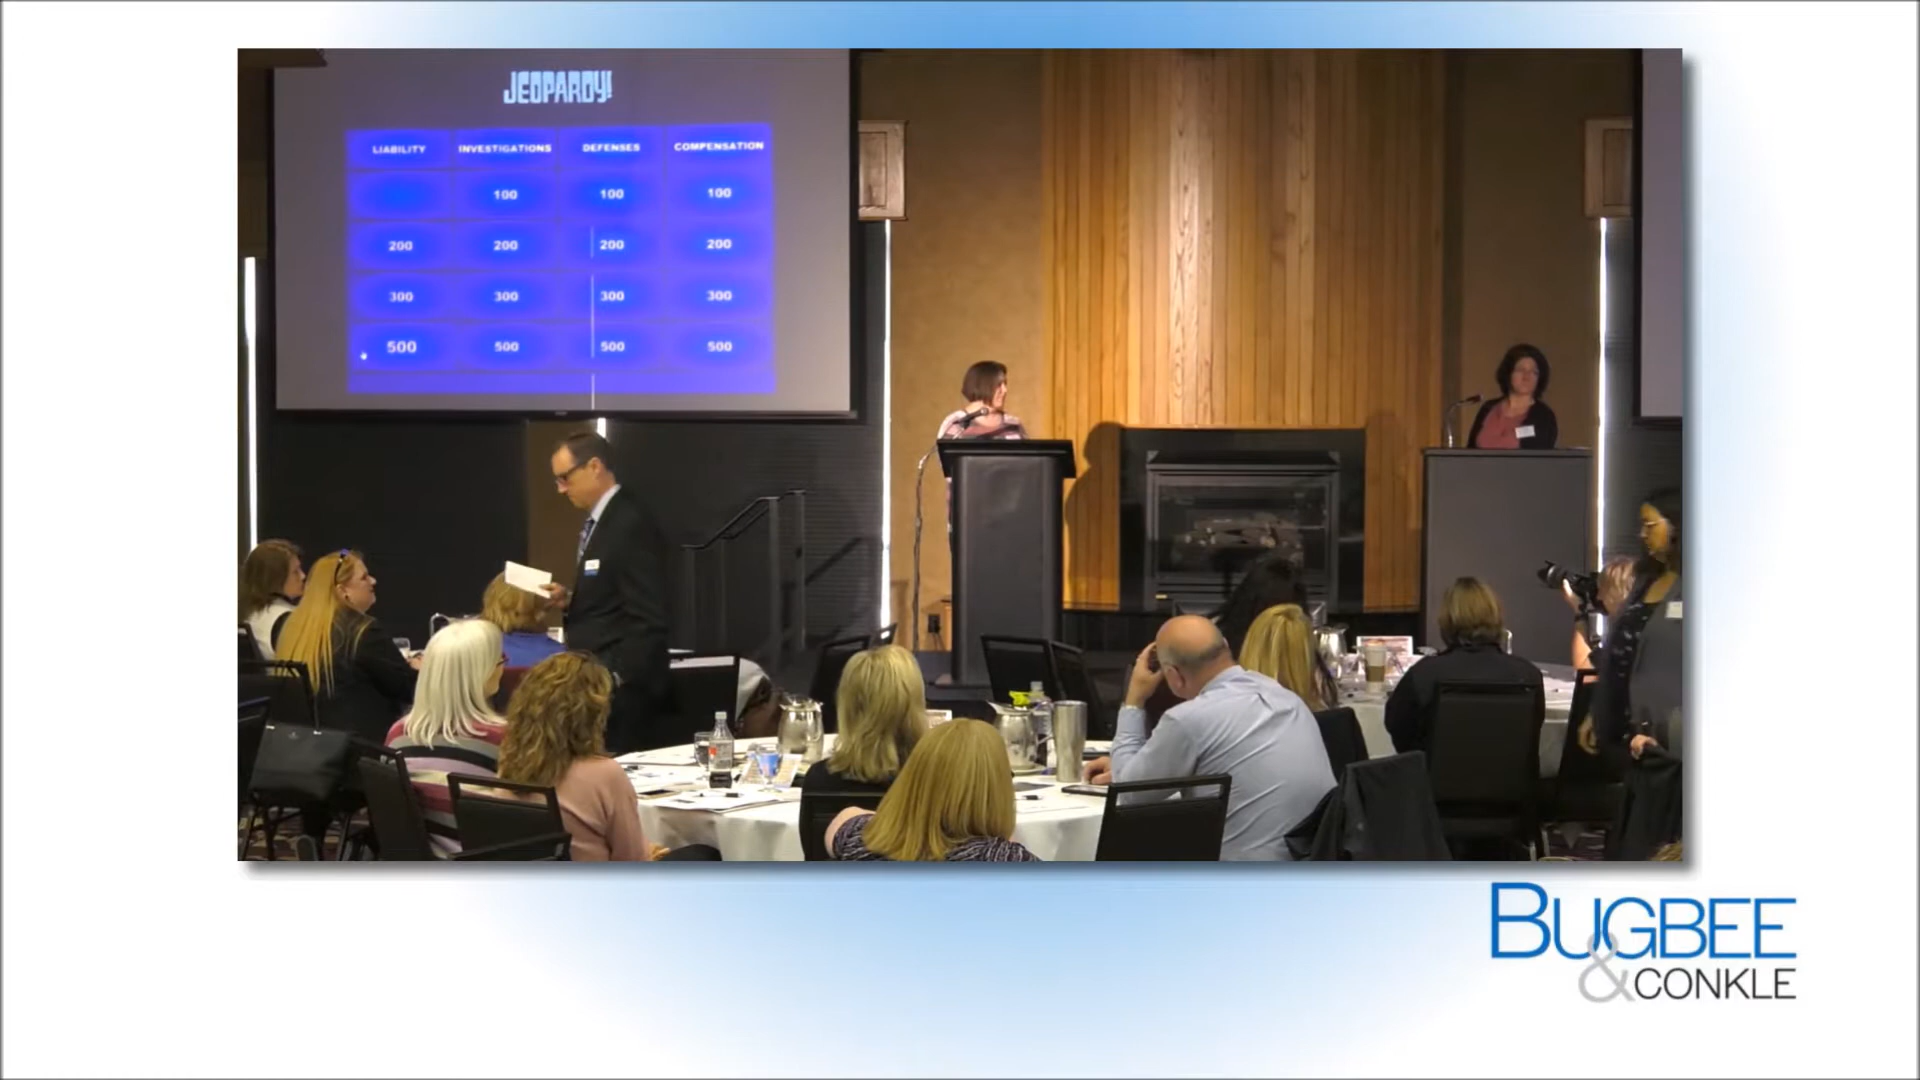 JEOPARDY!
LIABILITY INVESTIGATIONS DEFENSES COMPENSATION
100 100 100
200 200 200 200
300 300 300 300
500 500 500 500
BUGBEE
& CONKLE